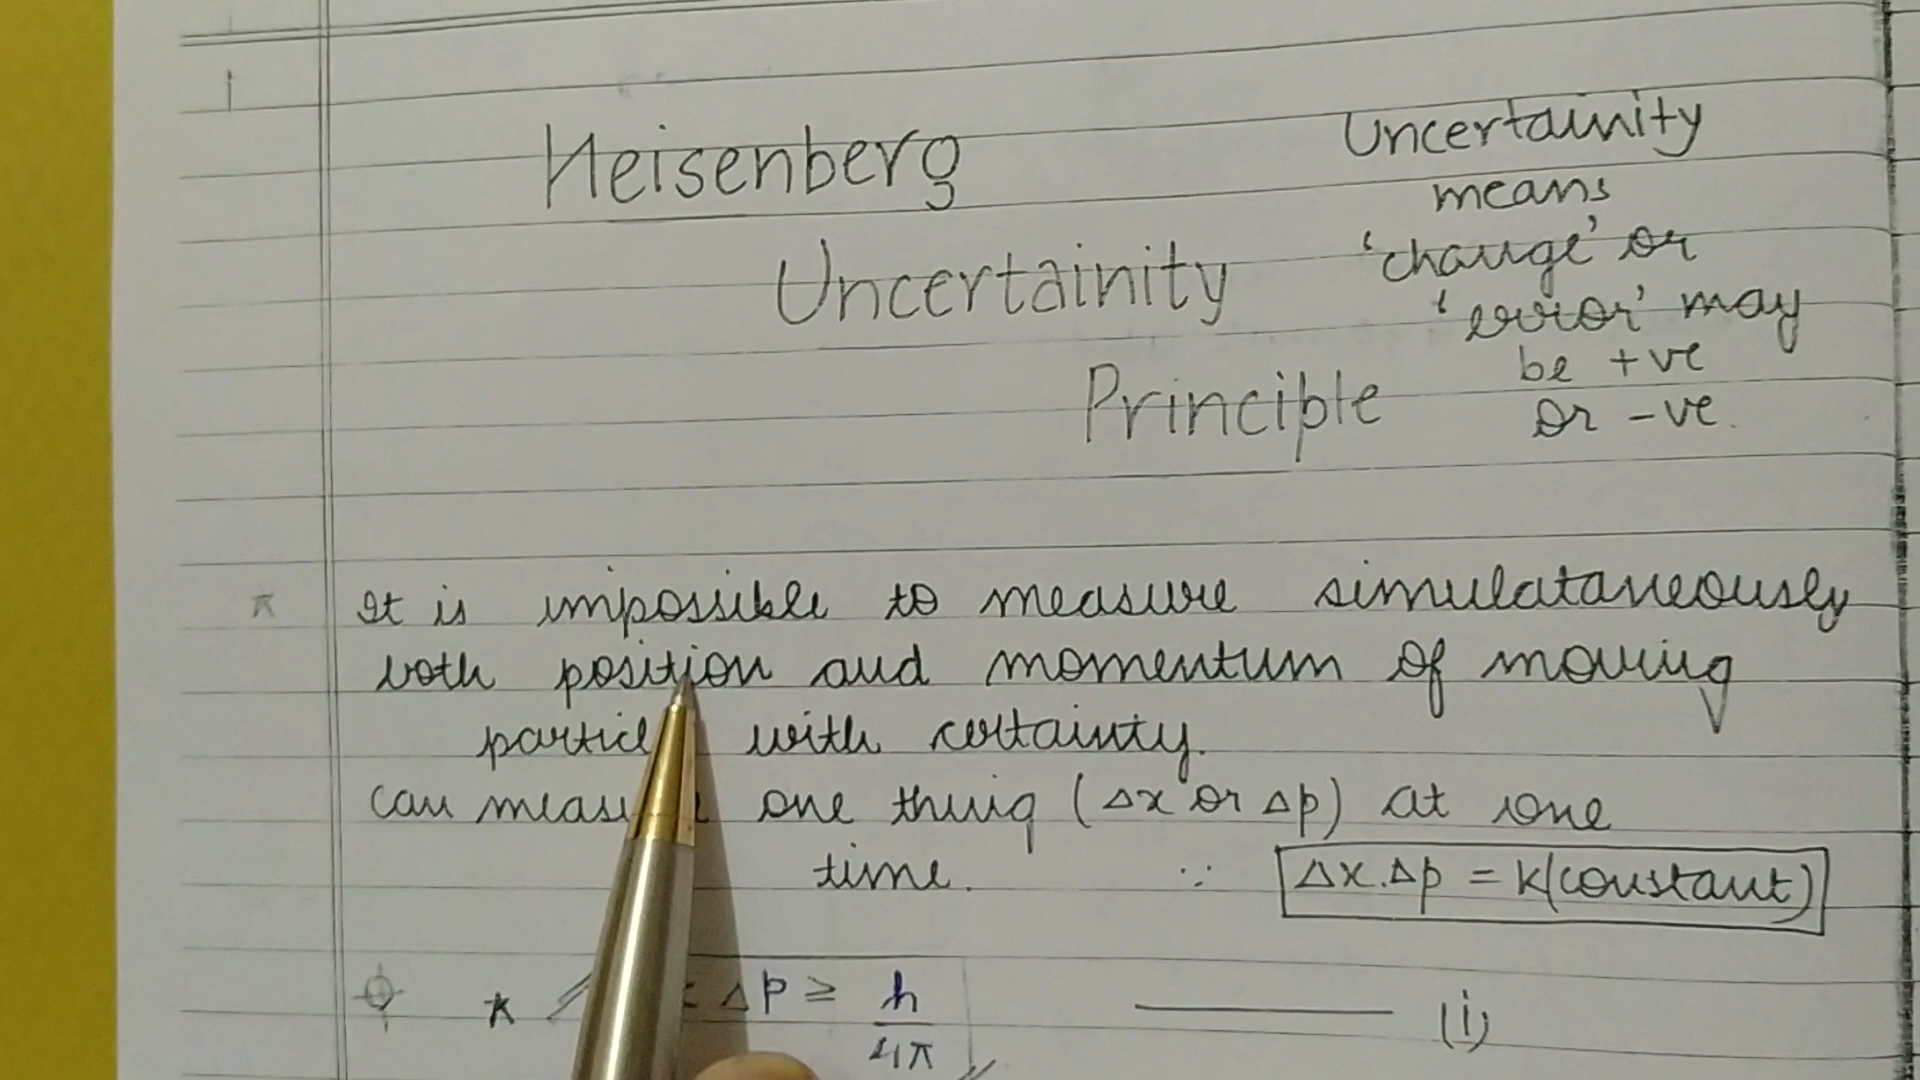 Heisenberg
Uncertainity
Principle
Uncertainity
means
'change' or
'error' may
be +ve
or -ve.
* It is impossible to measure simulataneously
both position and momentum of moving
with certainty.
can one thing (Δx or Δp) at one
time. ∴ Δx.Δp = K(constant)
* Δp ≥ h/4π (i)